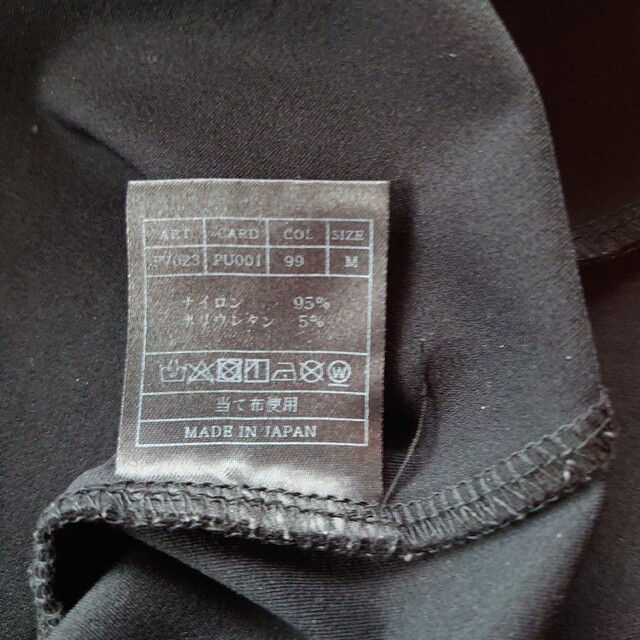 ART CARD COL SIZE
PU001 99 M
ナイロン 95%
ポリウレタン 5%
当て布使用
MADE IN JAPAN